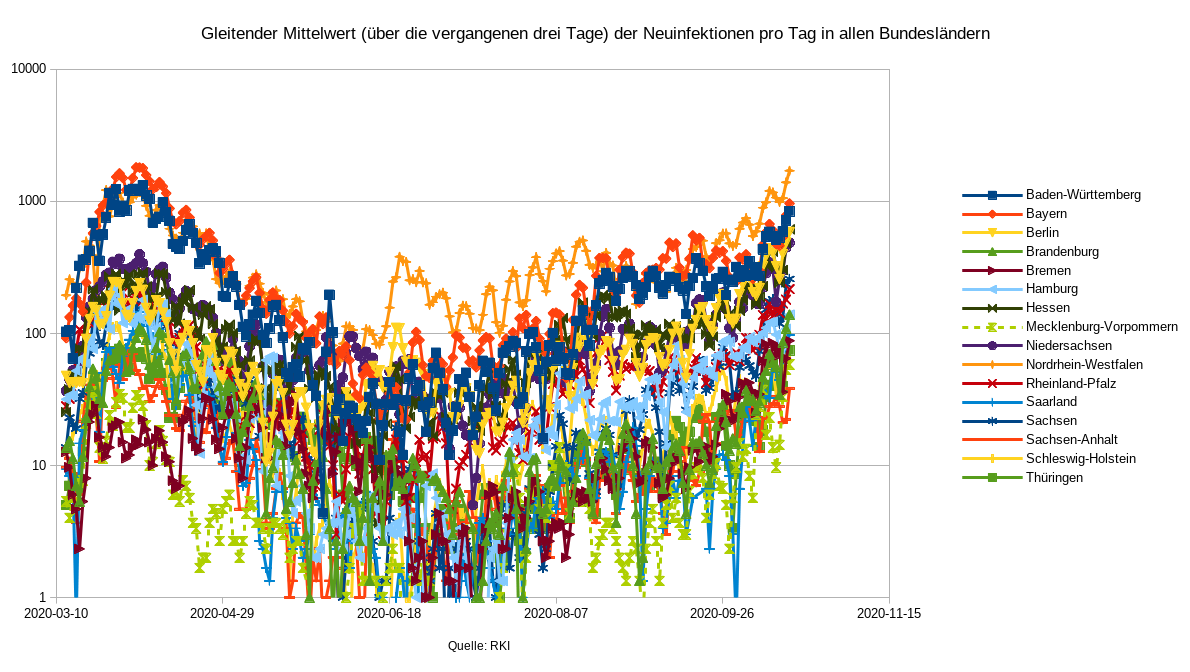 Gleitender Mittelwert (über die vergangenen drei Tage) der Neuinfektionen pro Tag in allen Bundesländern
10000
1000
100
10
1
2020-03-10
2020-04-29
2020-06-18
2020-08-07
2020-09-26
2020-11-15
Baden-Württemberg
Bayern
Berlin
Brandenburg
Bremen
Hamburg
Hessen
Mecklenburg-Vorpommern
Niedersachsen
Nordrhein-Westfalen
Rheinland-Pfalz
Saarland
Sachsen
Sachsen-Anhalt
Schleswig-Holstein
Thüringen
Quelle: RKI